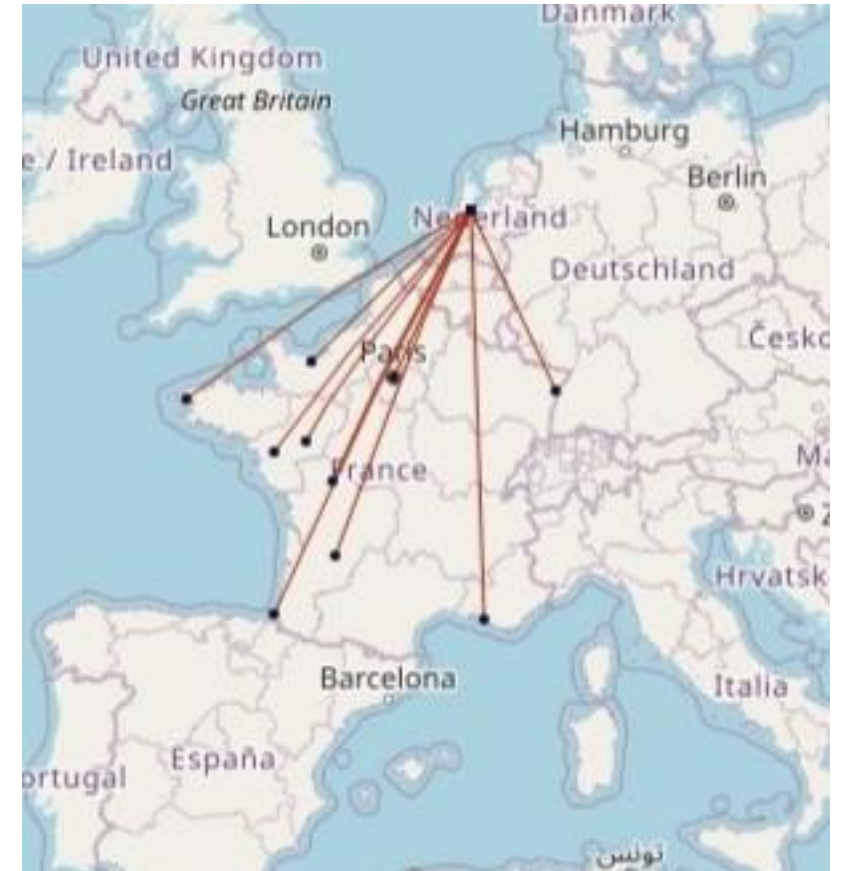 Danmark
United Kingdom
Great Britain
Hamburg
e / Ireland
Berlin
London
Nederland
Deutschland
Česko
Paris
France
Ma
Z
Hrvatsk
Barcelona
Italia
España
ortugal
تونس